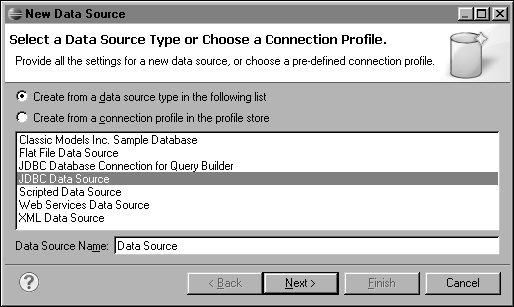 New Data Source
Select a Data Source Type or Choose a Connection Profile.
Provide all the settings for a new data source, or choose a pre-defined connection profile.
Create from a data source type in the following list
Create from a connection profile in the profile store
Classic Models Inc. Sample Database
Flat File Data Source
JDBC Database Connection for Query Builder
JDBC Data Source
Scripted Data Source
Web Services Data Source
XML Data Source
Data Source Name: Data Source
? < Back Next > Finish Cancel